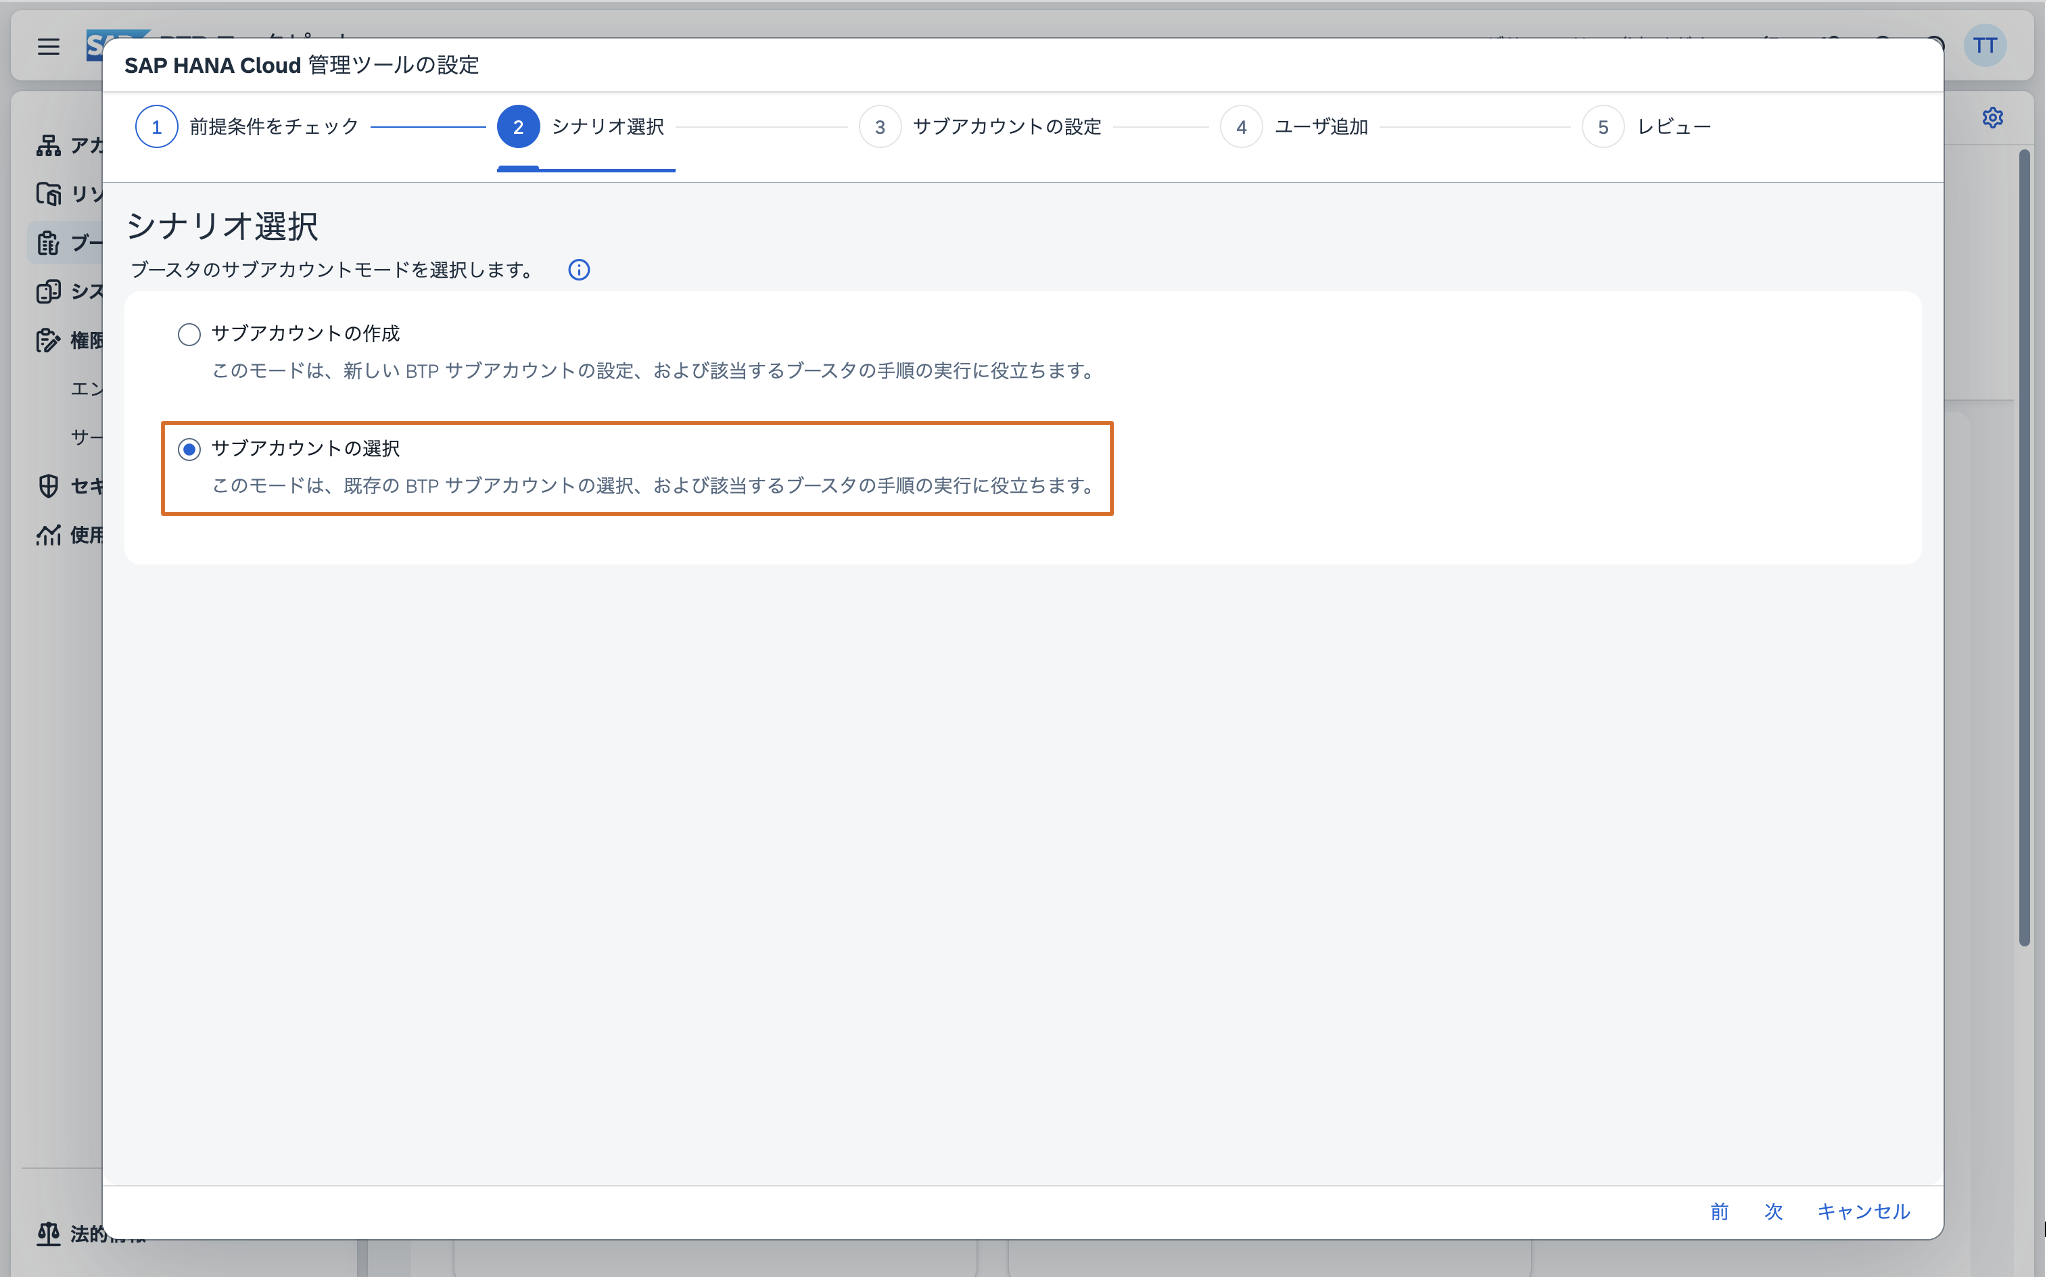 TT
SAP HANA Cloud 管理ツールの設定
1 前提条件をチェック
2 シナリオ選択
3 サブアカウントの設定
4 ユーザ追加
5 レビュー
シナリオ選択
ブースタのサブアカウントモードを選択します。
サブアカウントの作成
このモードは、新しい BTP サブアカウントの設定、および該当するブースタの手順の実行に役立ちます。
サブアカウントの選択
このモードは、既存の BTP サブアカウントの選択、および該当するブースタの手順の実行に役立ちます。
アカ
リソ
ブー
シス
権限
エン
サー
セキ
使用
法的情報
前 次 キャンセル